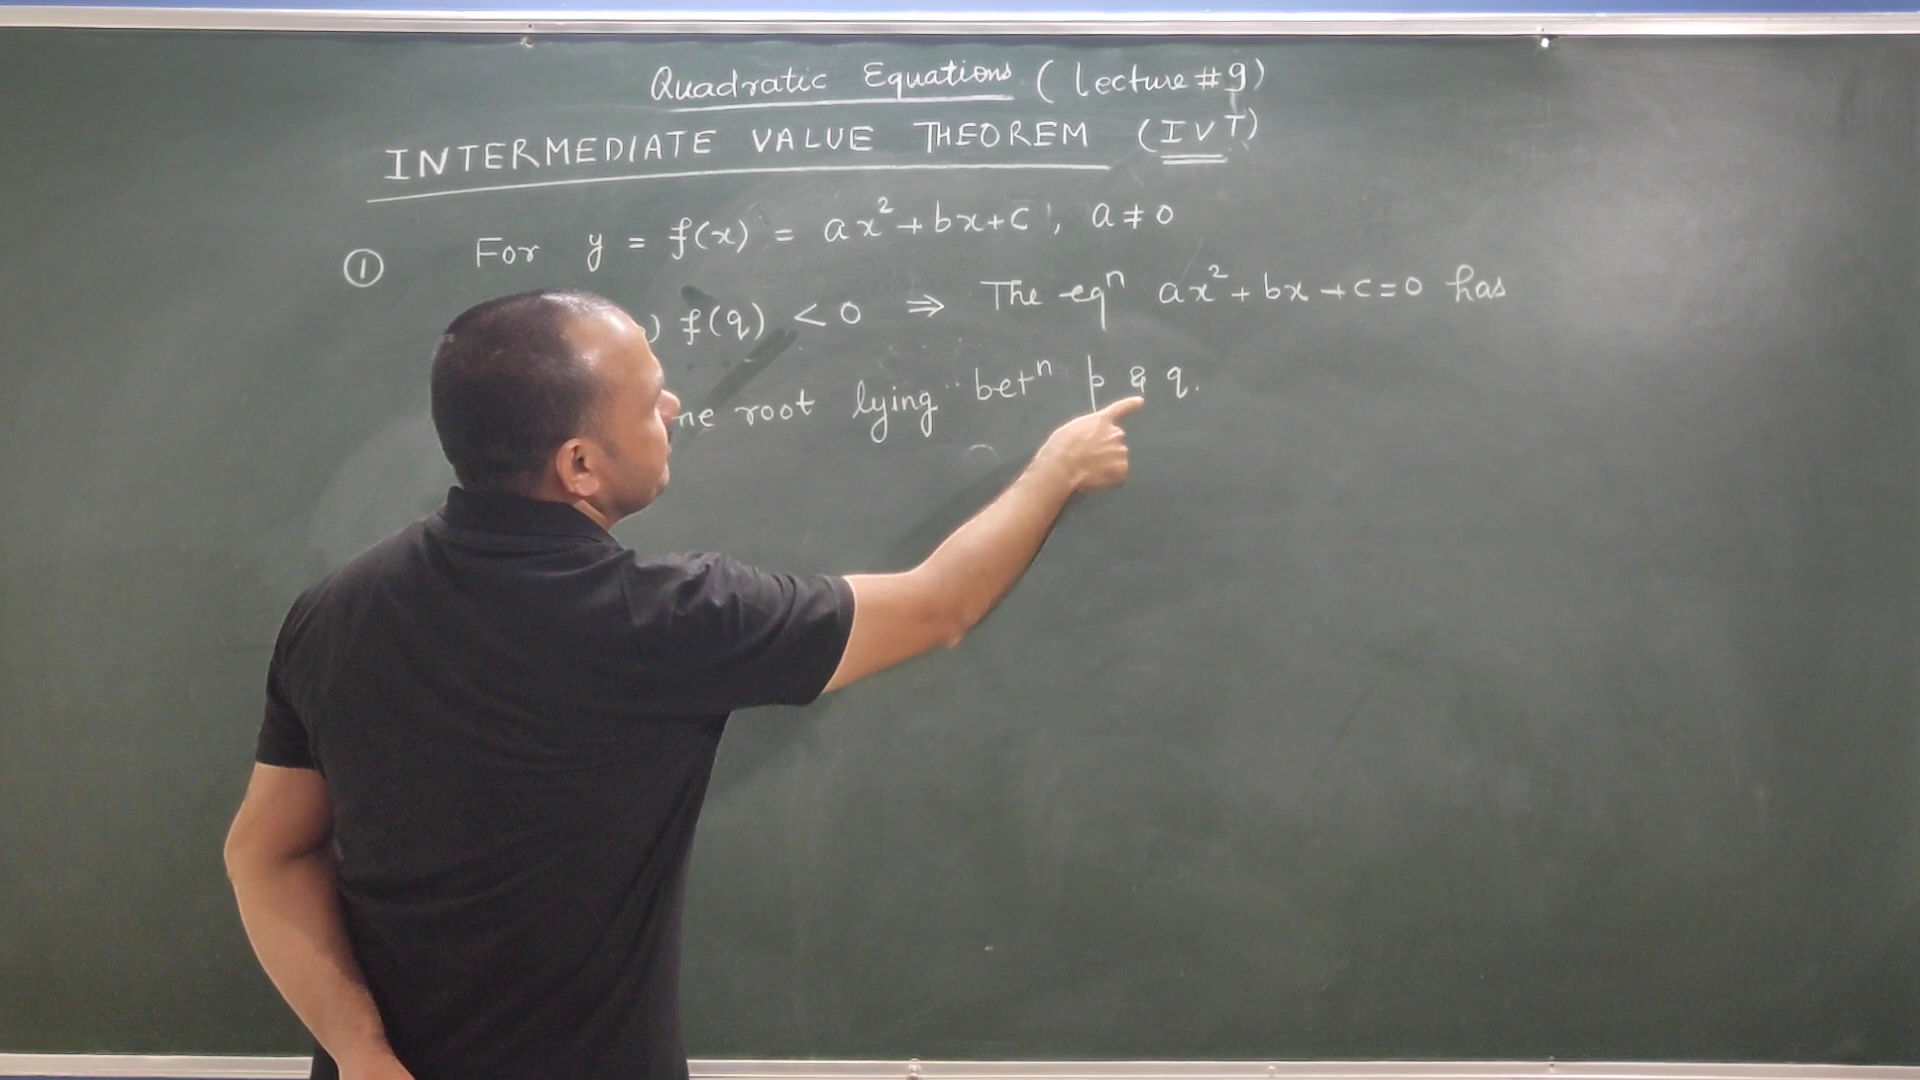 Quadratic Equations (Lecture #9)
INTERMEDIATE VALUE THEOREM (IVT)
① For y = f(x) = ax²+bx+c, a≠0
) f(q) < 0 ⇒ The eqⁿ ax²+bx+c=0 has
ne root lying betⁿ p & q.